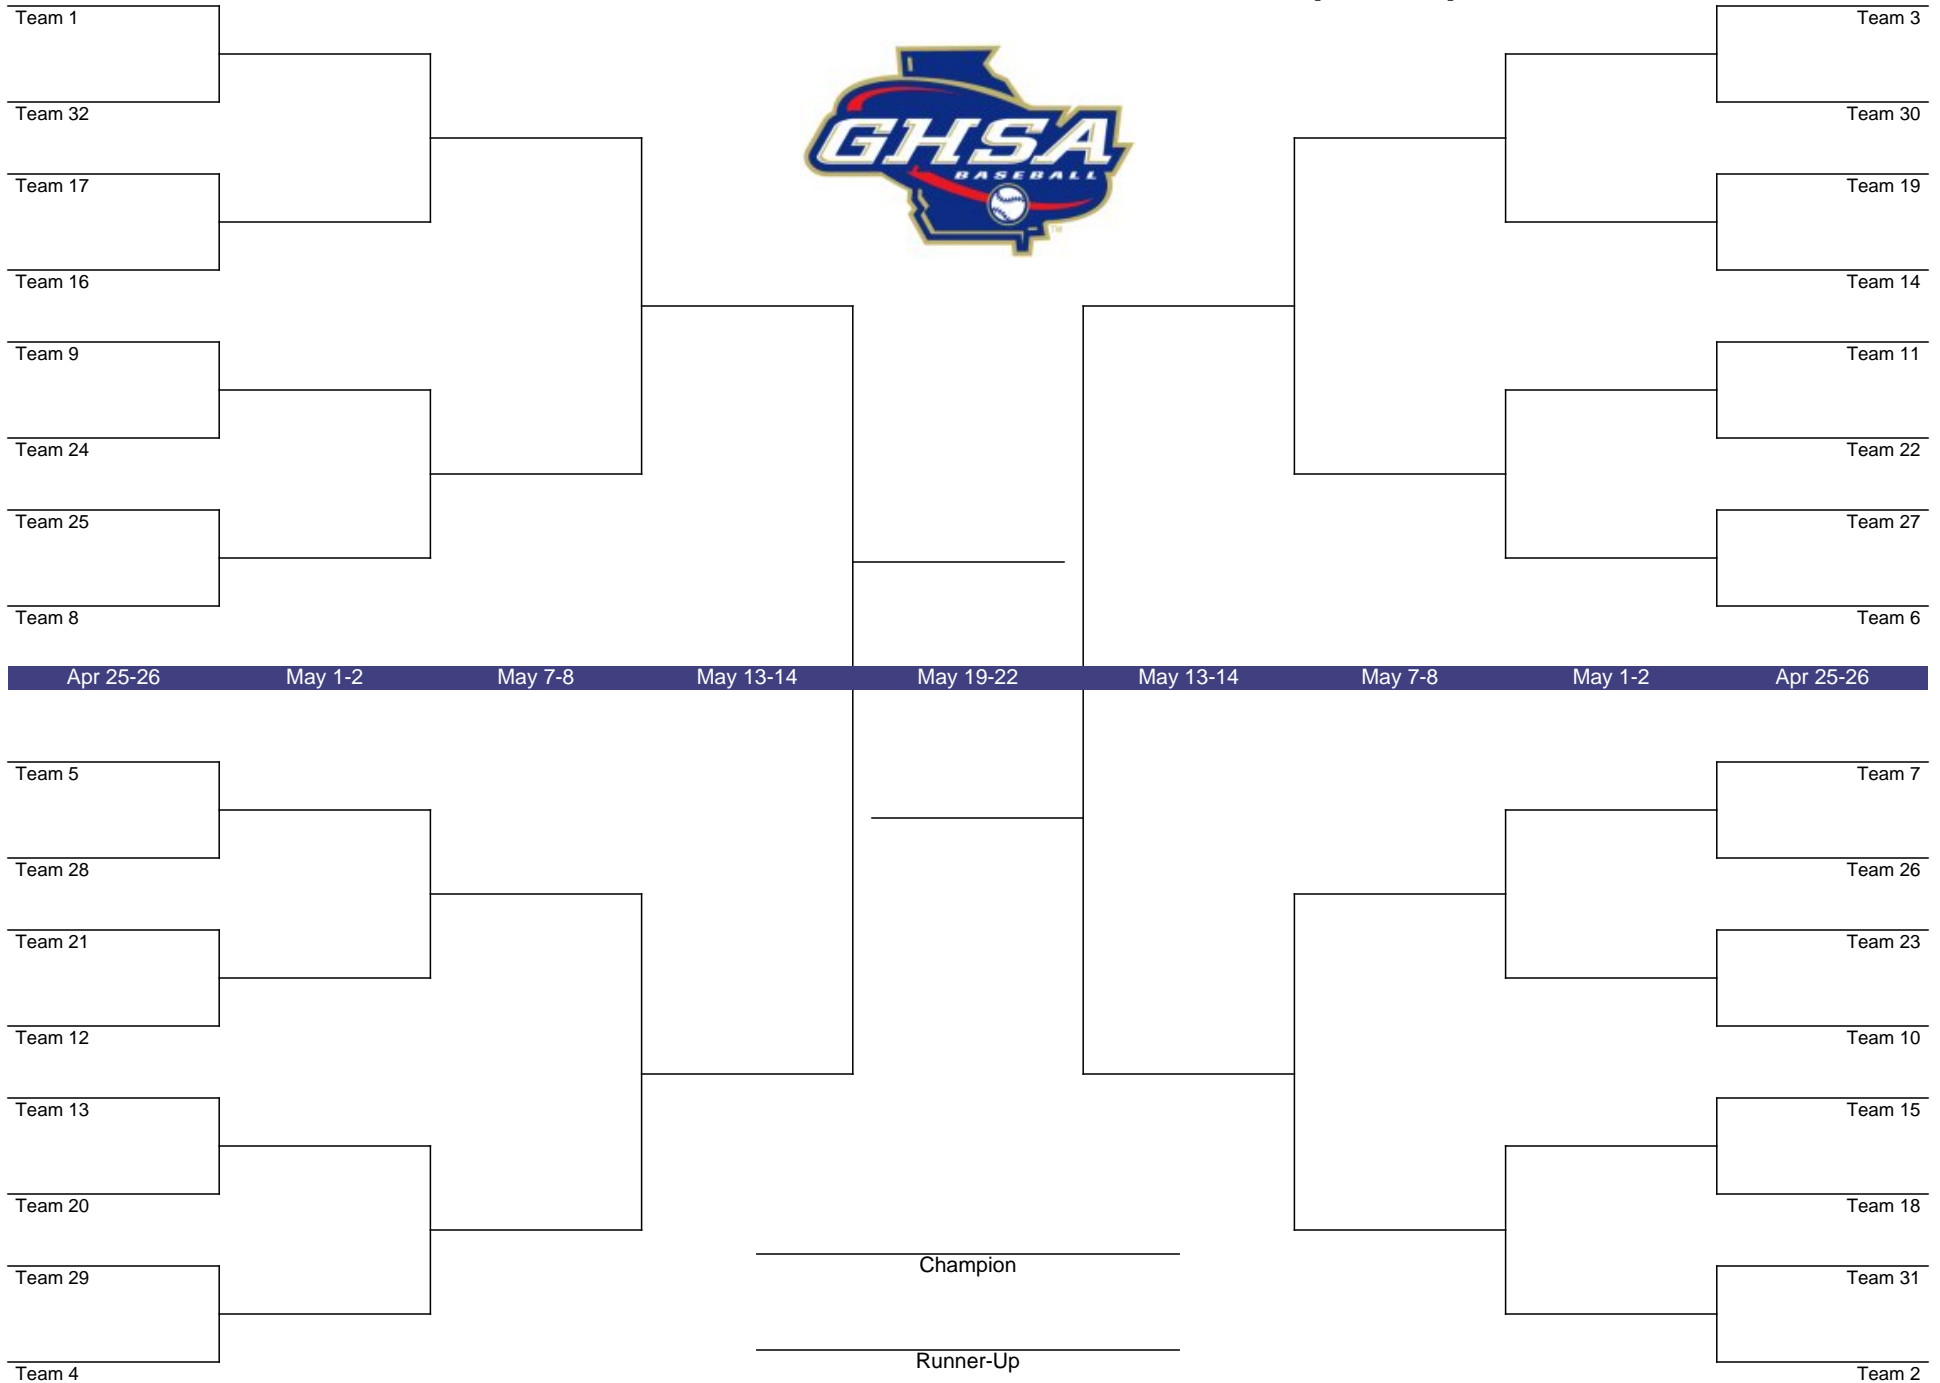 Team 1
Team 3
Team 32
Team 30
GHSA
BASEBALL
TM
Team 17
Team 19
Team 16
Team 14
Team 9
Team 11
Team 24
Team 22
Team 25
Team 27
Team 8
Team 6
Apr 25-26 May 1-2 May 7-8 May 13-14 May 19-22 May 13-14 May 7-8 May 1-2 Apr 25-26
Team 5
Team 7
Team 28
Team 26
Team 21
Team 23
Team 12
Team 10
Team 13
Team 15
Team 20
Team 18
Champion
Team 29
Team 31
Runner-Up
Team 4
Team 2